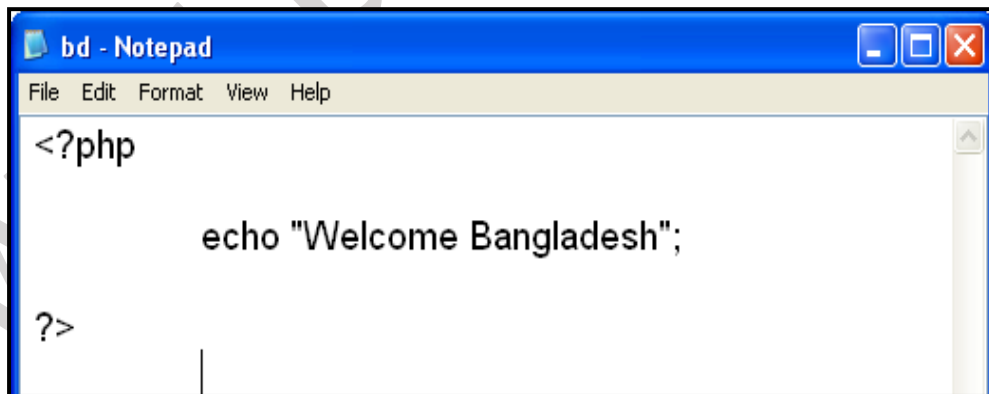 bd - Notepad
File Edit Format View Help
<?php
echo "Welcome Bangladesh";
?>